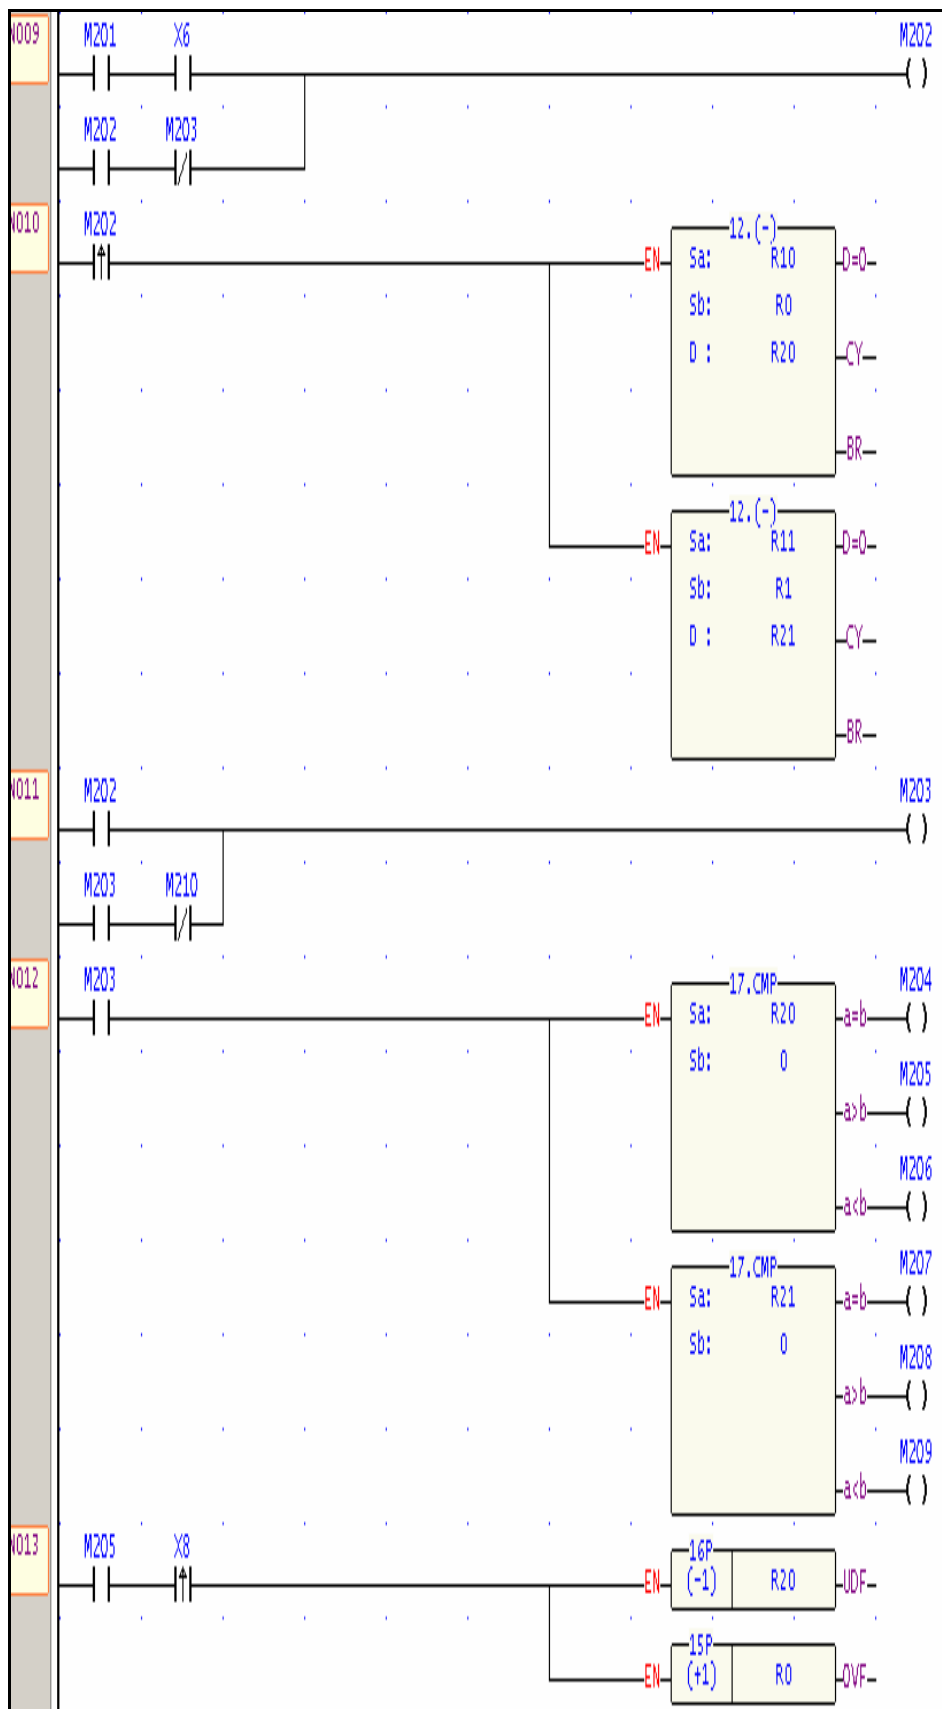 N009 M201 X6 M202
M202 M203
N010 M202
12.(-)
EN Sa: R10 D=0
Sb: R0
D : R20 CY
BR
12.(-)
EN Sa: R11 D=0
Sb: R1
D : R21 CY
BR
N011 M202 M203
M203 M210
N012 M203
17.CMP M204
EN Sa: R20 a=b
Sb: 0 M205
a>b
M206
a<b
17.CMP M207
EN Sa: R21 a=b
Sb: 0 M208
a>b
M209
a<b
N013 M205 X8
16P
EN (-1) R20 UDF
15P
EN (+1) R0 OVF